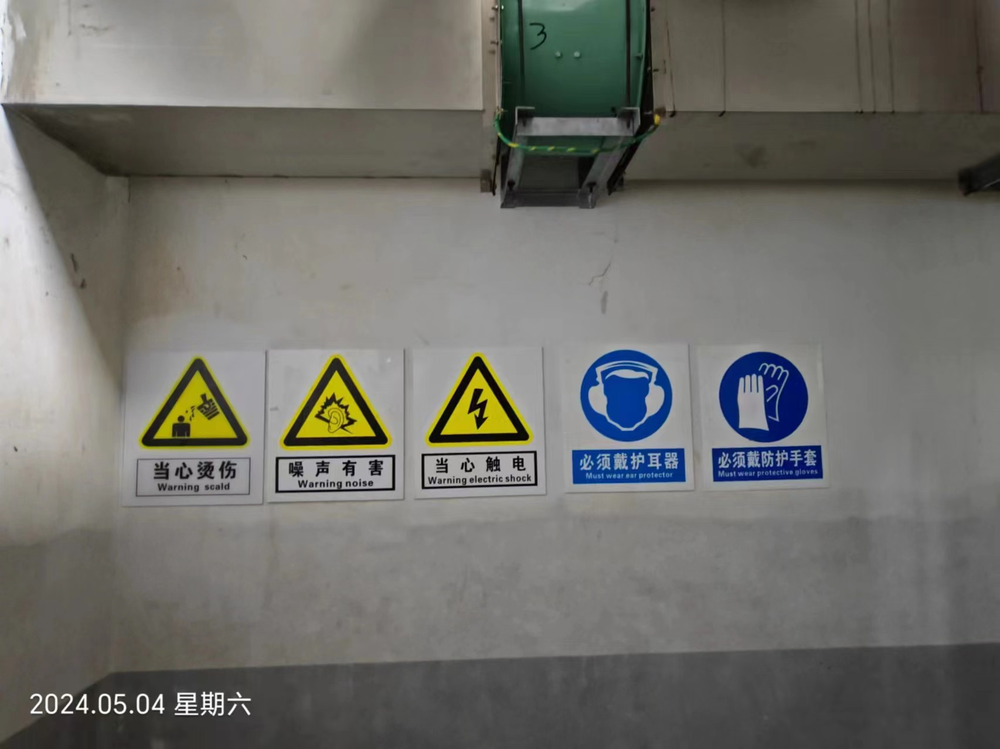 3
当心烫伤
Warning scald
噪声有害
Warning noise
当心触电
Warning electric shock
必须戴护耳器
Must wear ear protector
必须戴防护手套
Must wear protective gloves
2024.05.04 星期六